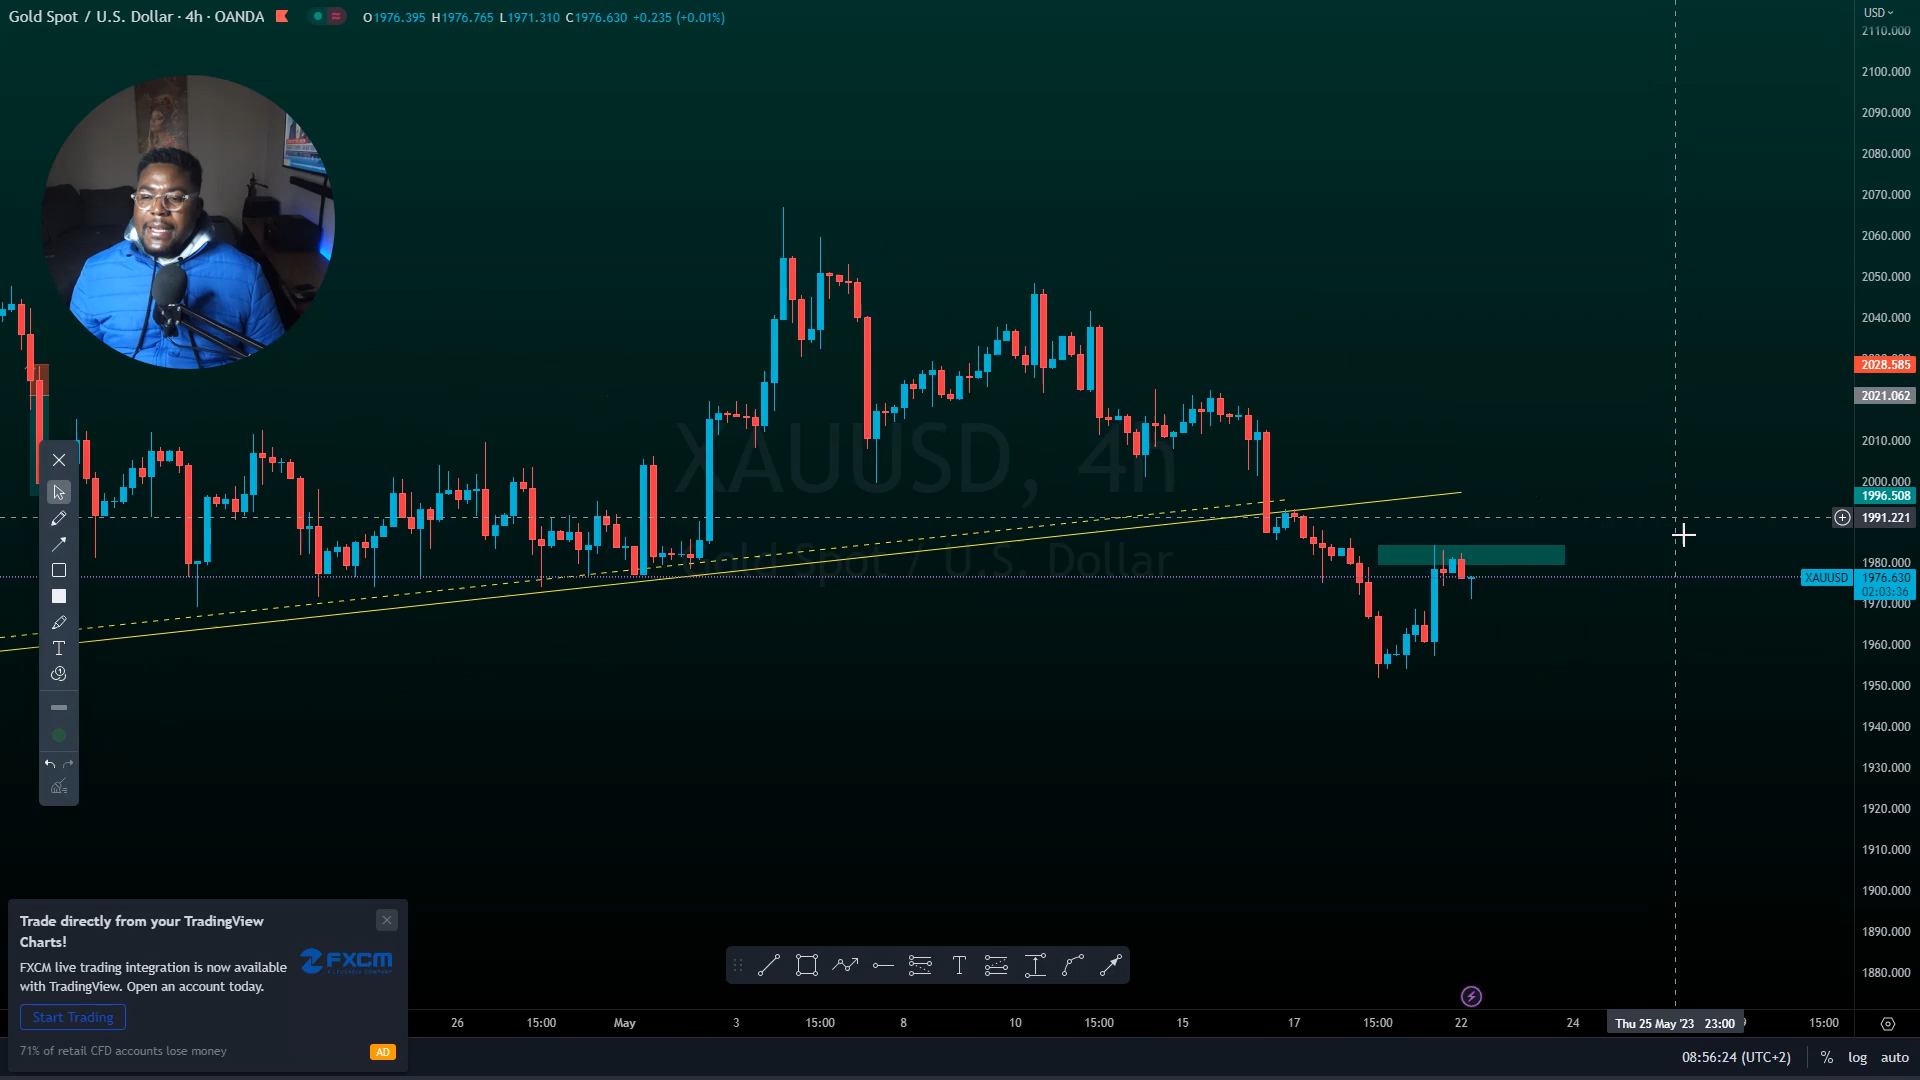 Gold Spot / U.S. Dollar · 4h · OANDA
O1976.395 H1976.765 L1971.310 C1976.630 +0.235 (+0.01%)
USD
2110.000
2100.000
2090.000
2080.000
2070.000
2060.000
2050.000
2040.000
2028.585
2021.062
2010.000
2000.000
1996.508
1991.221
1980.000
XAUUSD 1976.630
02:03:36
1970.000
1960.000
1950.000
1940.000
1930.000
1920.000
1910.000
1900.000
1890.000
1880.000
XAUUSD, 4h
Gold Spot / U.S. Dollar
T
Trade directly from your TradingView
Charts!
FXCM live trading integration is now available
with TradingView. Open an account today.
FXCM
Start Trading
71% of retail CFD accounts lose money
AD
T
26 15:00 May 3 15:00 8 10 15:00 15 17 15:00 22 24 Thu 25 May '23 23:00 15:00
08:56:24 (UTC+2) % log auto